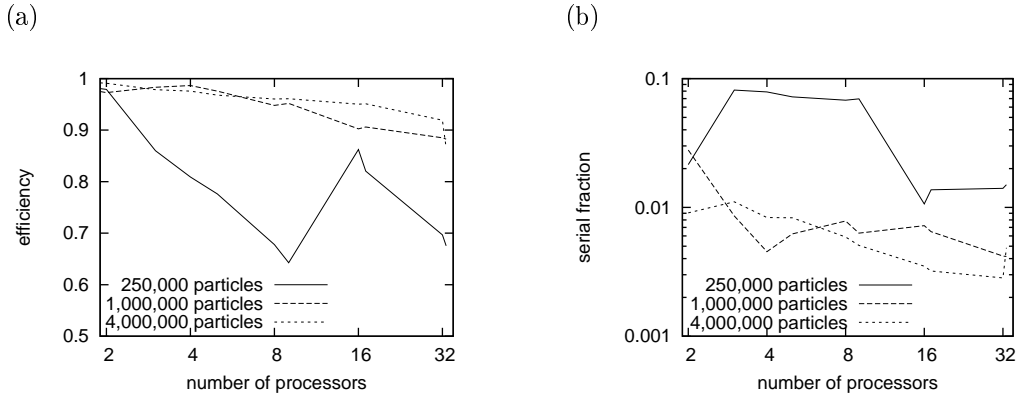 (a)
efficiency
1
0.9
0.8
0.7
0.6
0.5
250,000 particles
1,000,000 particles
4,000,000 particles
2 4 8 16 32
number of processors
(b)
serial fraction
0.1
0.01
0.001
250,000 particles
1,000,000 particles
4,000,000 particles
2 4 8 16 32
number of processors